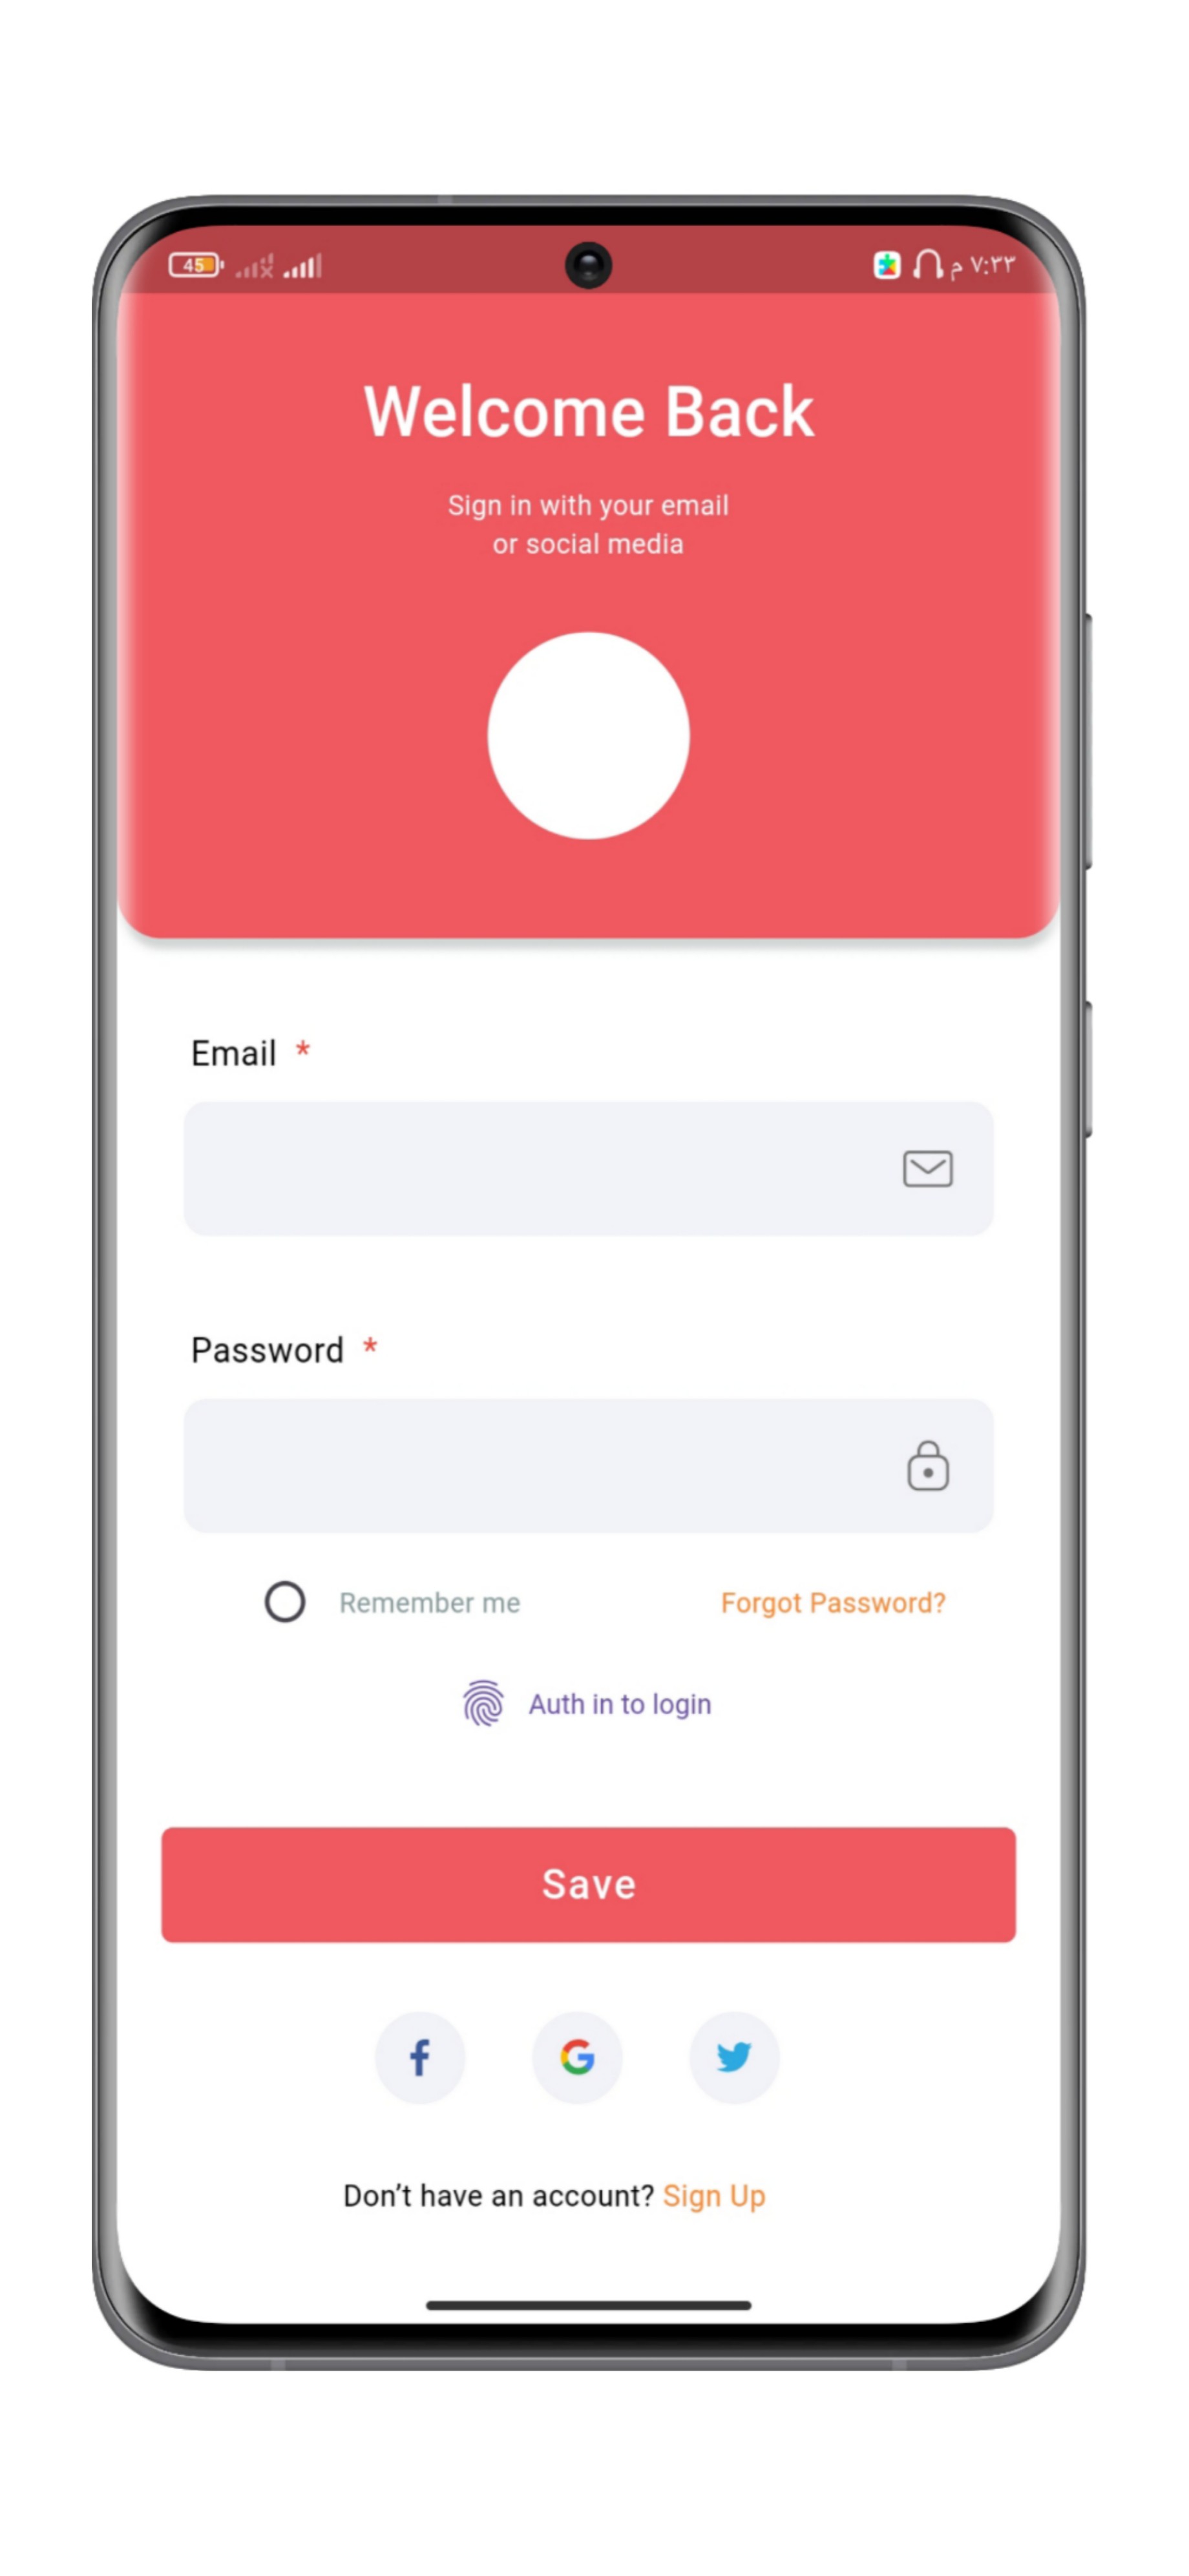 45
م ٧:٣٣
Welcome Back
Sign in with your email
or social media
Email *
Password *
Remember me
Forgot Password?
Auth in to login
Save
Don’t have an account? Sign Up